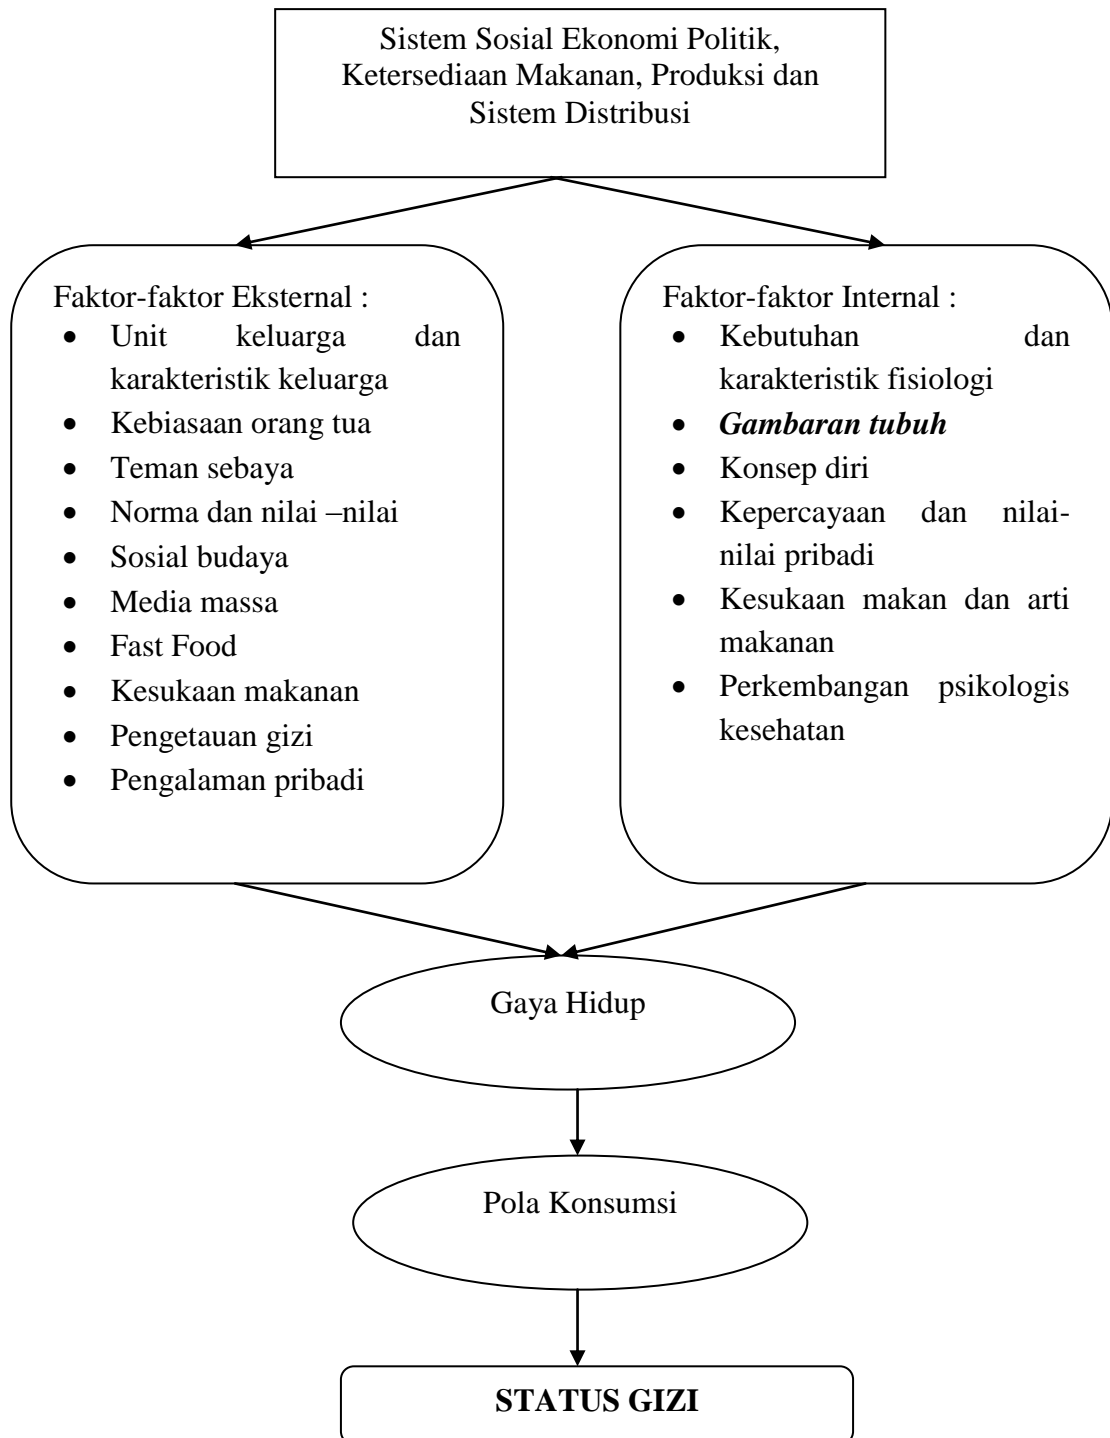 Sistem Sosial Ekonomi Politik,
Ketersediaan Makanan, Produksi dan
Sistem Distribusi
Faktor-faktor Eksternal :
• Unit keluarga dan
karakteristik keluarga
• Kebiasaan orang tua
• Teman sebaya
• Norma dan nilai –nilai
• Sosial budaya
• Media massa
• Fast Food
• Kesukaan makanan
• Pengetauan gizi
• Pengalaman pribadi
Faktor-faktor Internal :
• Kebutuhan dan
karakteristik fisiologi
• Gambaran tubuh
• Konsep diri
• Kepercayaan dan nilai-
nilai pribadi
• Kesukaan makan dan arti
makanan
• Perkembangan psikologis
kesehatan
Gaya Hidup
Pola Konsumsi
STATUS GIZI